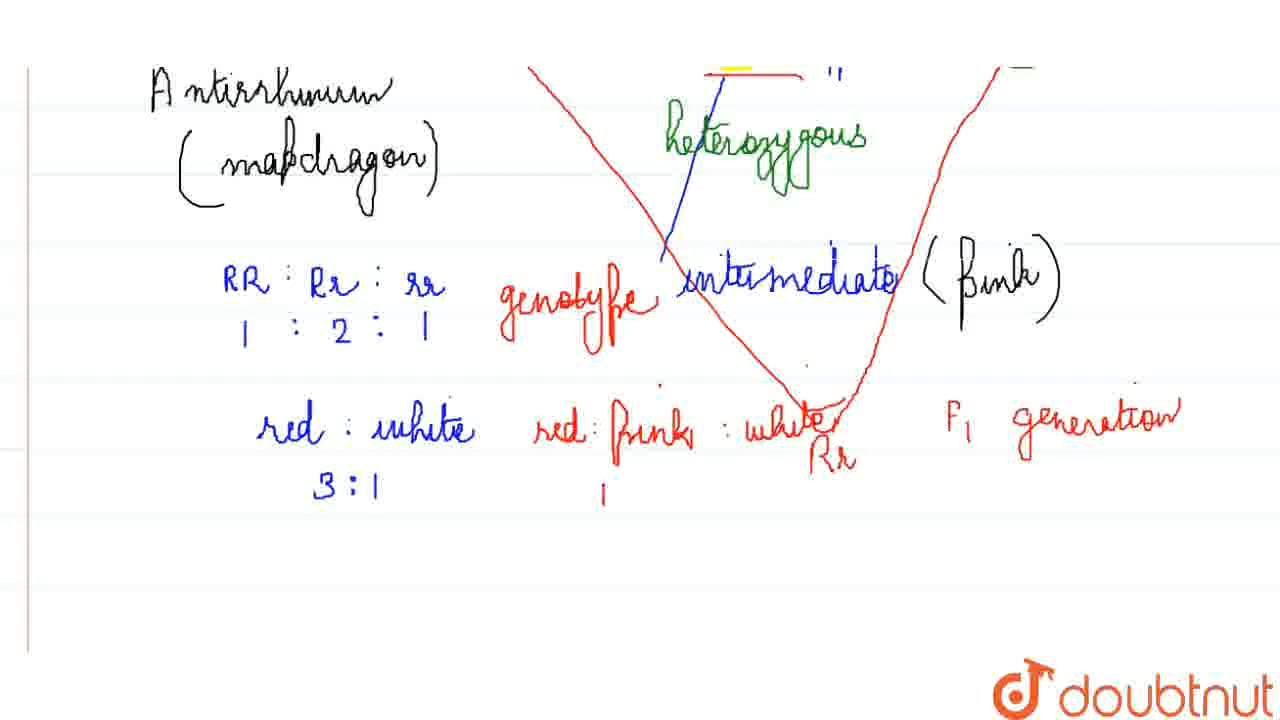 Antirrhinum "
heterozygous
(snapdragon)
intermediate (pink)
RR : Rr : rr genotype
1 : 2 : 1
red : white red : pink : white F1 generation
Rr
3 : 1 1
doubtnut